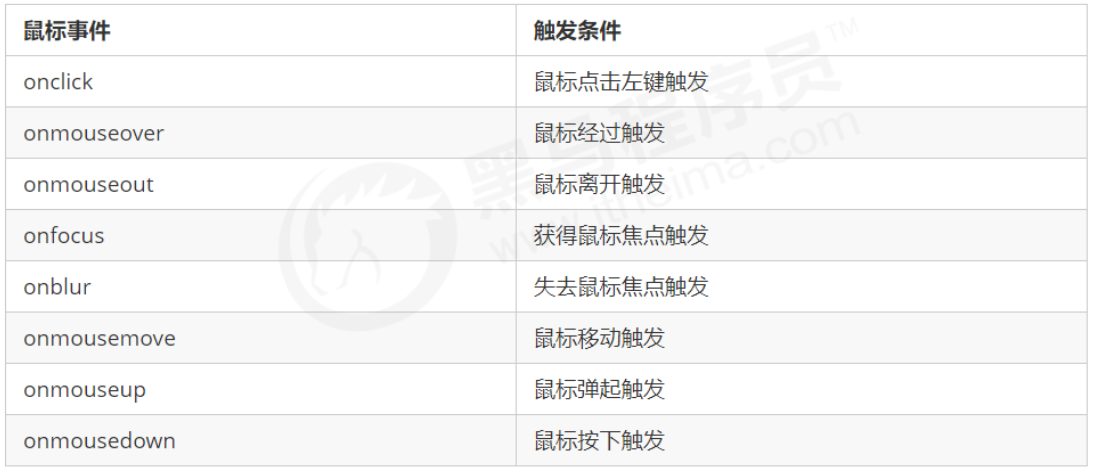 鼠标事件 触发条件
onclick 鼠标点击左键触发
onmouseover 鼠标经过触发
onmouseout 鼠标离开触发
onfocus 获得鼠标焦点触发
onblur 失去鼠标焦点触发
onmousemove 鼠标移动触发
onmouseup 鼠标弹起触发
onmousedown 鼠标按下触发
黑马程序员™
www.itheima.com